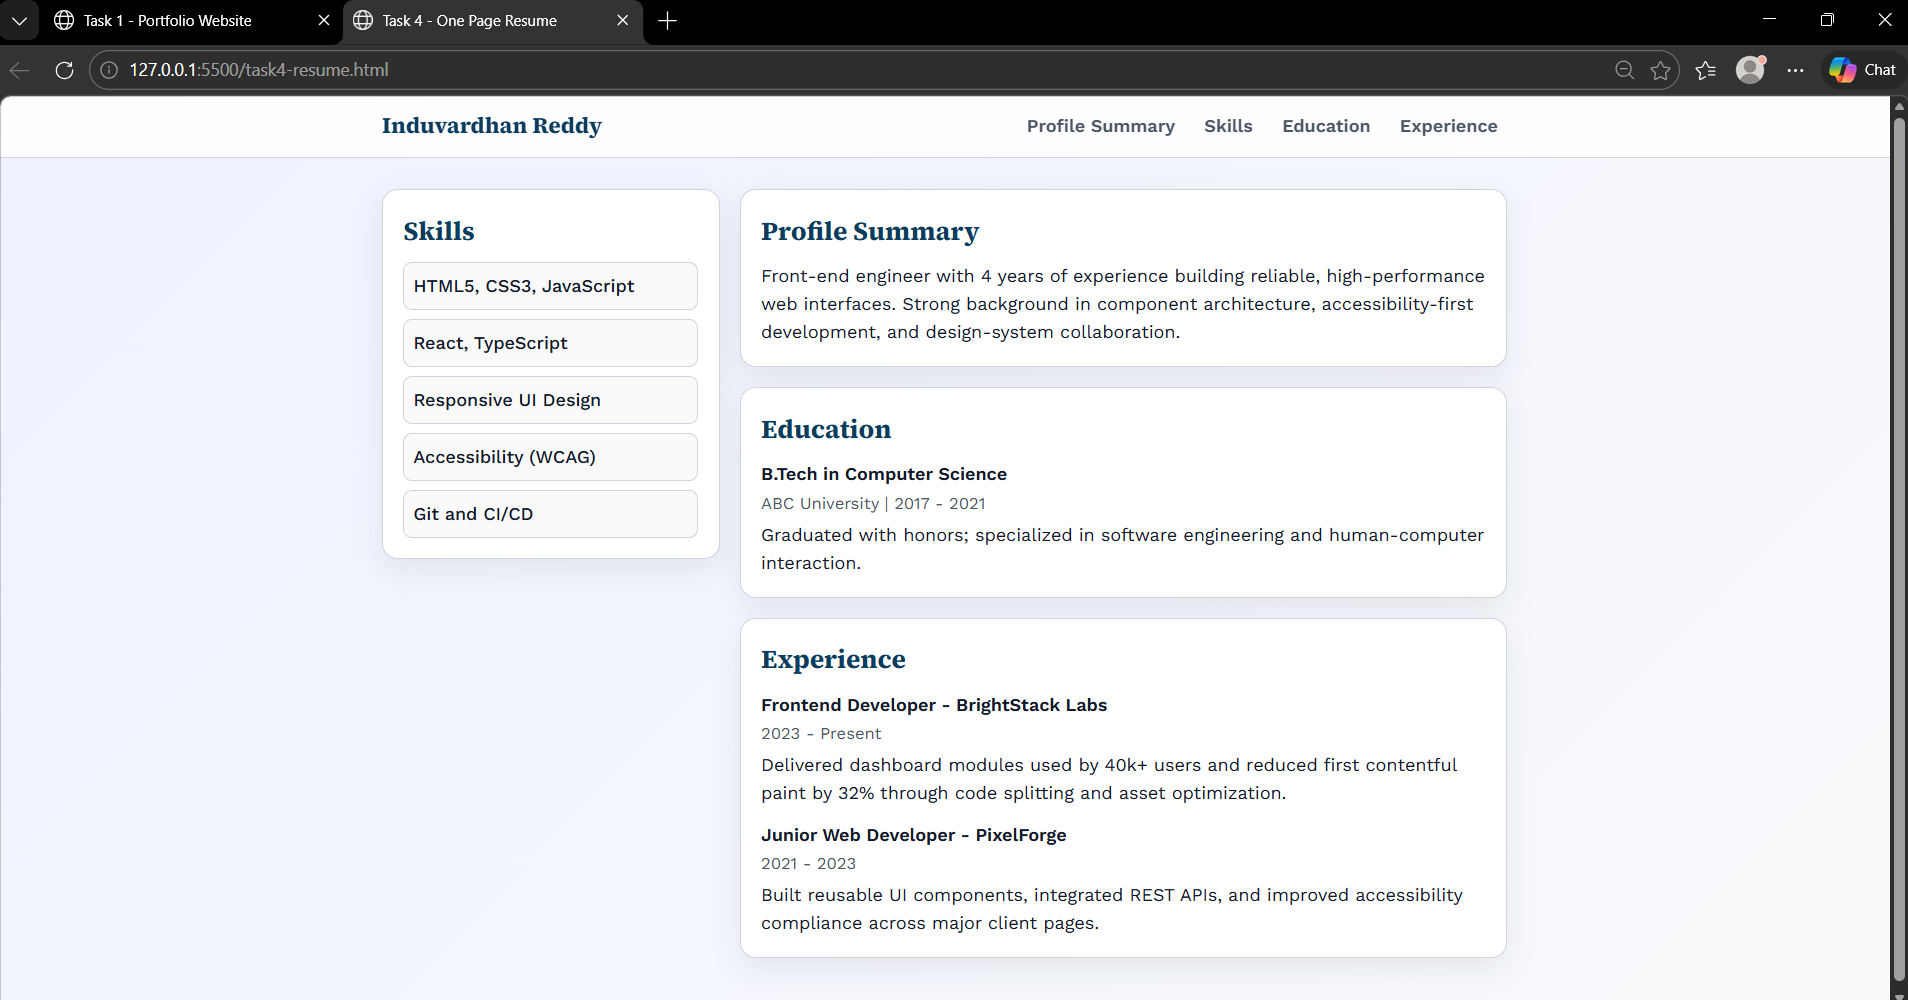 Task 1 - Portfolio Website
Task 4 - One Page Resume
127.0.0.1:5500/task4-resume.html
Chat
Induvardhan Reddy
Profile Summary
Skills
Education
Experience
Skills
HTML5, CSS3, JavaScript
React, TypeScript
Responsive UI Design
Accessibility (WCAG)
Git and CI/CD
Profile Summary
Front-end engineer with 4 years of experience building reliable, high-performance
web interfaces. Strong background in component architecture, accessibility-first
development, and design-system collaboration.
Education
B.Tech in Computer Science
ABC University | 2017 - 2021
Graduated with honors; specialized in software engineering and human-computer
interaction.
Experience
Frontend Developer - BrightStack Labs
2023 - Present
Delivered dashboard modules used by 40k+ users and reduced first contentful
paint by 32% through code splitting and asset optimization.
Junior Web Developer - PixelForge
2021 - 2023
Built reusable UI components, integrated REST APIs, and improved accessibility
compliance across major client pages.